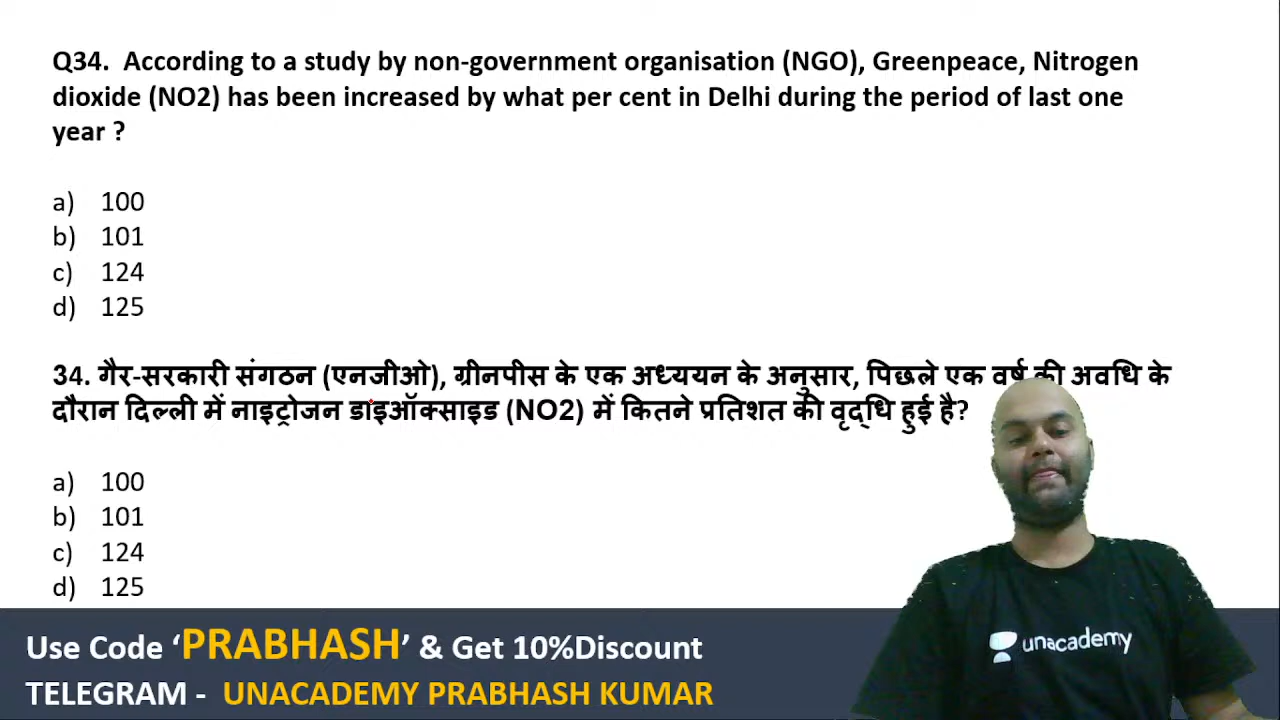 Q34.  According to a study by non-government organisation (NGO), Greenpeace, Nitrogen
dioxide (NO2) has been increased by what per cent in Delhi during the period of last one
year ?
a) 100
b) 101
c) 124
d) 125
34. गैर-सरकारी संगठन (एनजीओ), ग्रीनपीस के एक अध्ययन के अनुसार, पिछले एक वर्ष की अवधि के
दौरान दिल्ली में नाइट्रोजन डाइऑक्साइड (NO2) में कितने प्रतिशत की वृद्धि हुई है?
a) 100
b) 101
c) 124
d) 125
unacademy
Use Code ‘PRABHASH’ & Get 10%Discount
TELEGRAM - UNACADEMY PRABHASH KUMAR